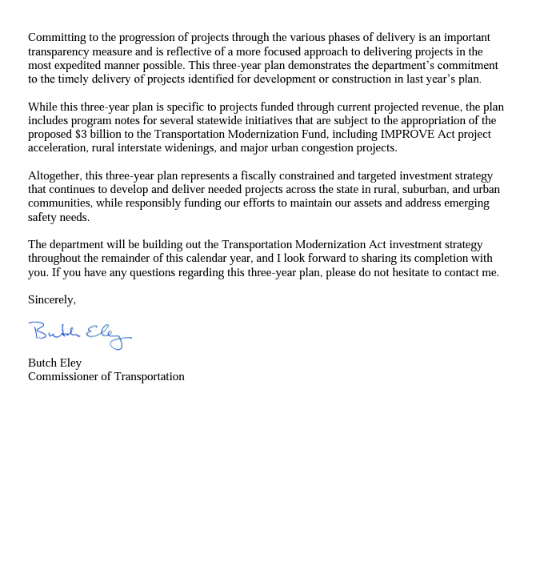 Committing to the progression of projects through the various phases of delivery is an important
transparency measure and is reflective of a more focused approach to delivering projects in the
most expedited manner possible. This three-year plan demonstrates the department's commitment
to the timely delivery of projects identified for development or construction in last year's plan.
While this three-year plan is specific to projects funded through current projected revenue, the plan
includes program notes for several statewide initiatives that are subject to the appropriation of the
proposed $3 billion to the Transportation Modernization Fund, including IMPROVE Act project
acceleration, rural interstate widenings, and major urban congestion projects.
Altogether, this three-year plan represents a fiscally constrained and targeted investment strategy
that continues to develop and deliver needed projects across the state in rural, suburban, and urban
communities, while responsibly funding our efforts to maintain our assets and address emerging
safety needs.
The department will be building out the Transportation Modernization Act investment strategy
throughout the remainder of this calendar year, and I look forward to sharing its completion with
you. If you have any questions regarding this three-year plan, please do not hesitate to contact me.
Sincerely,
Butch Eley
Butch Eley
Commissioner of Transportation